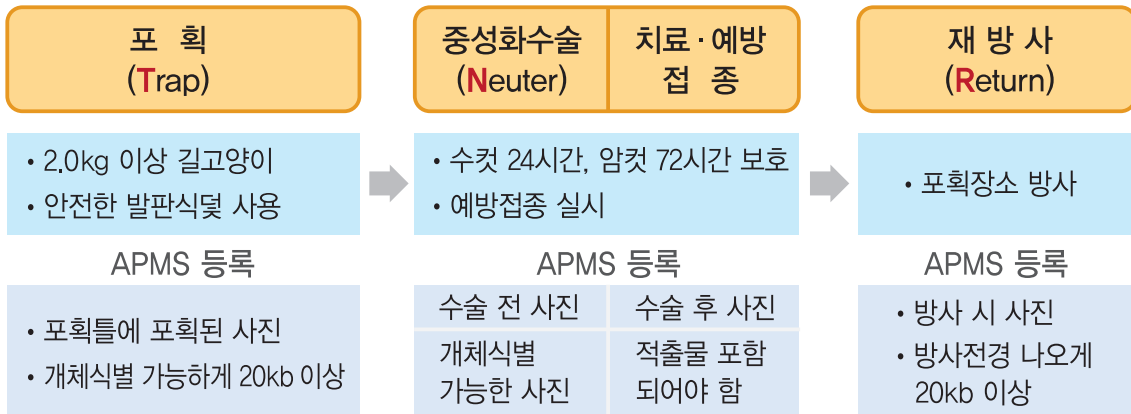 포 획
(Trap)
• 2.0kg 이상 길고양이
• 안전한 발판식덫 사용
APMS 등록
• 포획틀에 포획된 사진
• 개체식별 가능하게 20kb 이상
중성화수술
(Neuter)
치료·예방
접 종
• 수컷 24시간, 암컷 72시간 보호
• 예방접종 실시
APMS 등록
수술 전 사진
개체식별
가능한 사진
수술 후 사진
적출물 포함
되어야 함
재 방 사
(Return)
• 포획장소 방사
APMS 등록
• 방사 시 사진
• 방사전경 나오게
20kb 이상